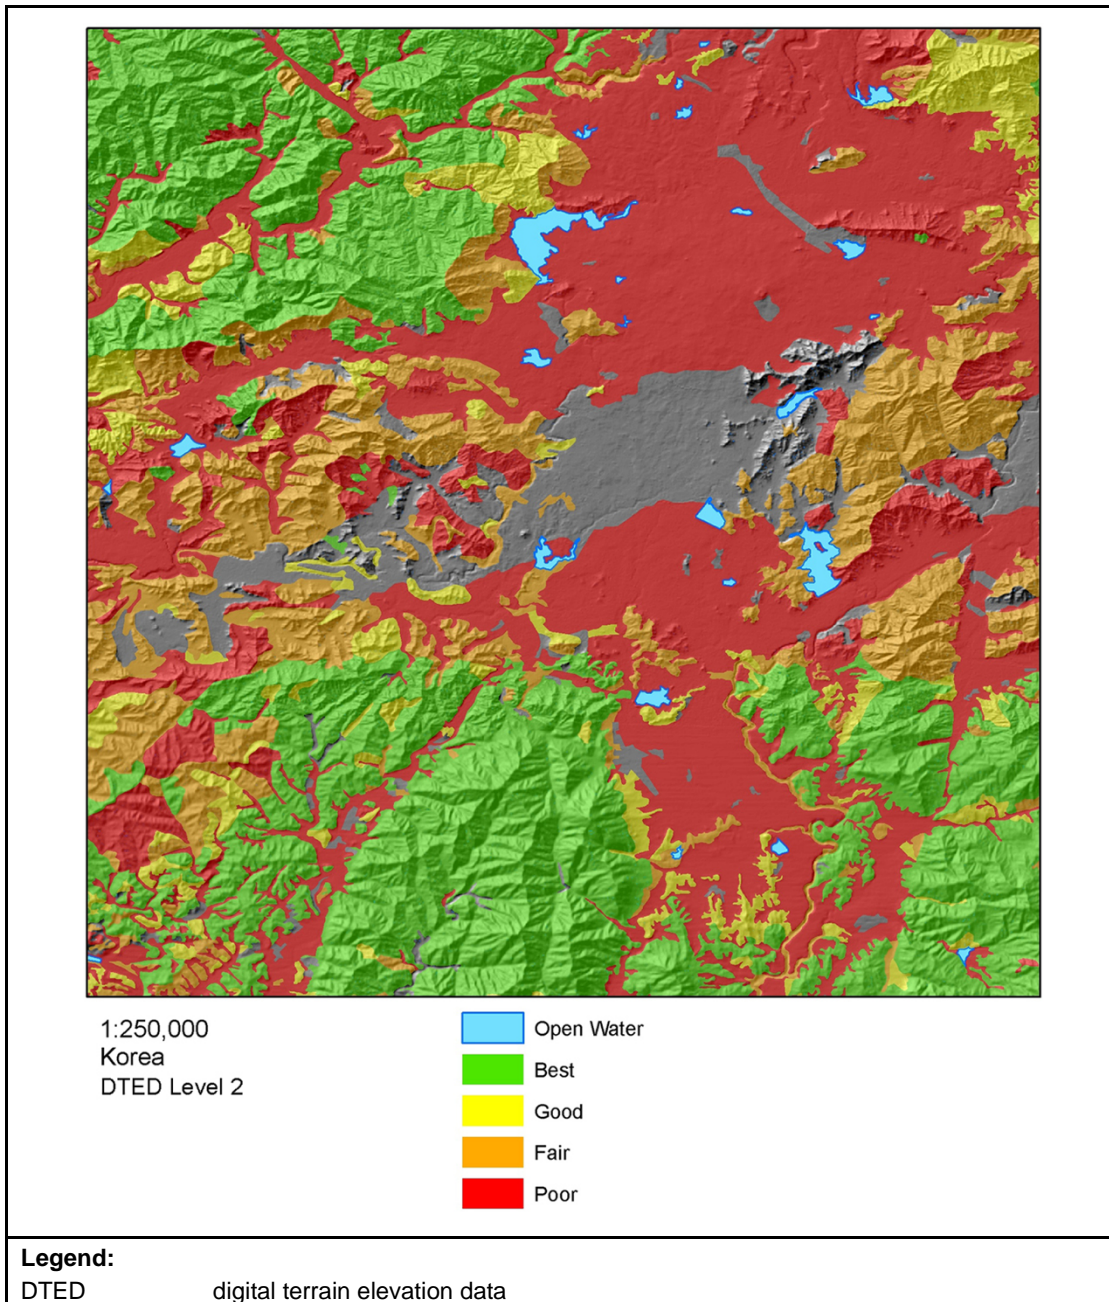 1:250,000
Korea
DTED Level 2
Open Water
Best
Good
Fair
Poor
Legend:
DTED digital terrain elevation data